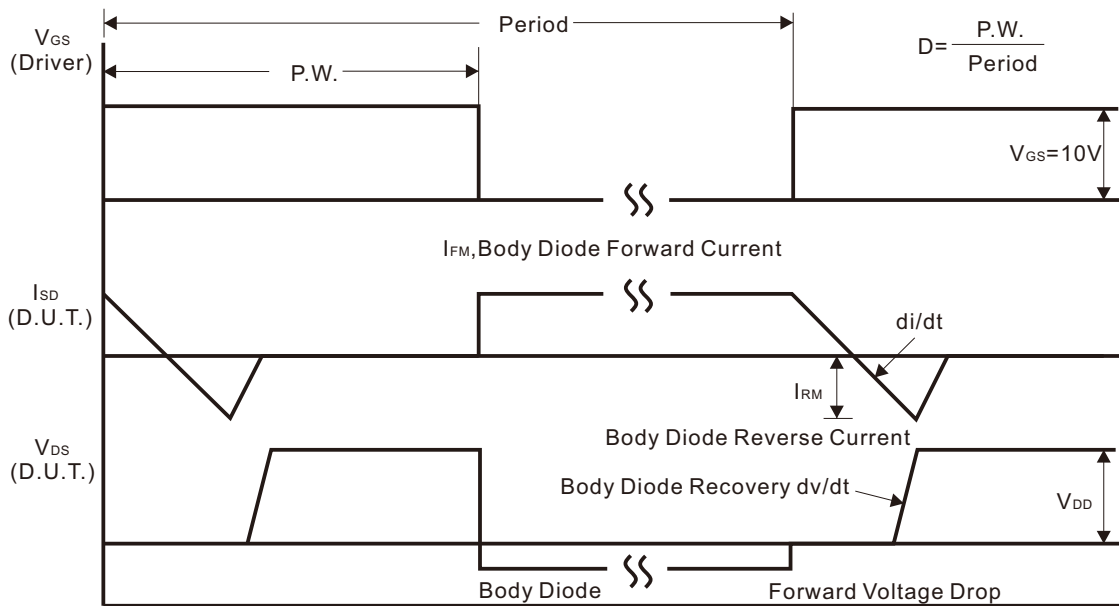 Period
VGS
(Driver)
D= P.W.
Period
P.W.
VGS=10V
IFM,Body Diode Forward Current
ISD
(D.U.T.)
di/dt
IRM
Body Diode Reverse Current
VDS
(D.U.T.)
Body Diode Recovery dv/dt
VDD
Body Diode Forward Voltage Drop